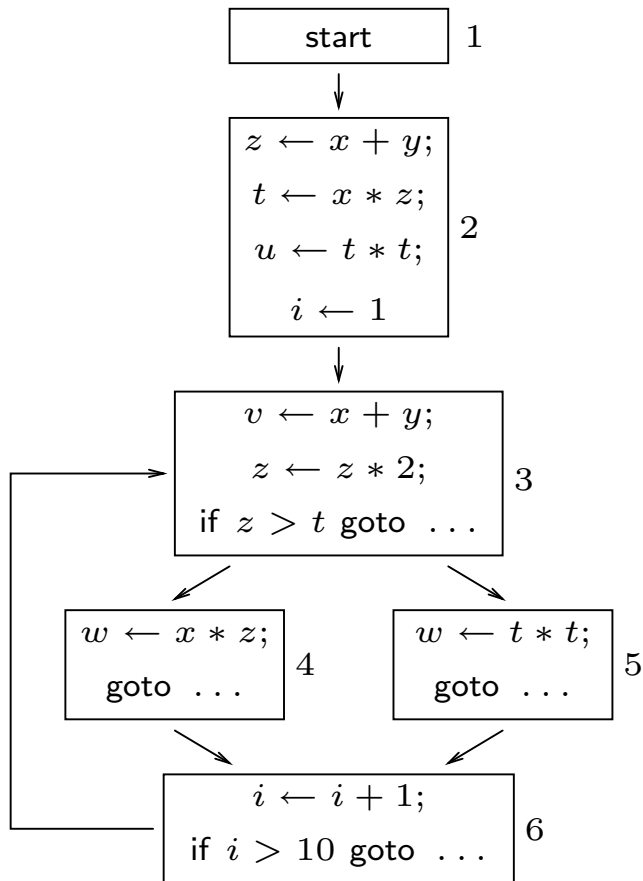 start 1
z ← x + y;
t ← x * z;
2
u ← t * t;
i ← 1
v ← x + y;
z ← z * 2;
3
if z > t goto ...
w ← x * z; w ← t * t;
4 5
goto ... goto ...
i ← i + 1;
6
if i > 10 goto ...